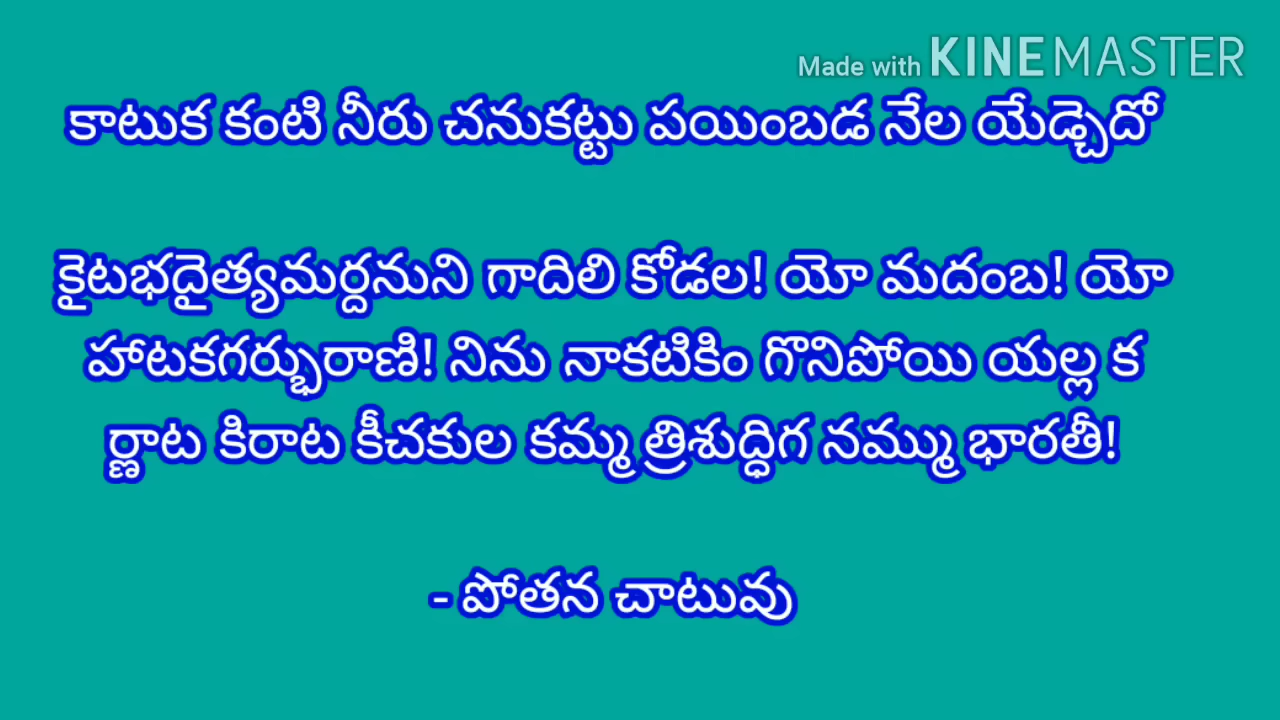 Made with KINEMASTER
కాటుక కంటి నీరు చనుకట్టు పయింబడ నేల యేడ్చెదో
కైటభదైత్యమర్దనుని గాదిలి కోడల! యో మదంబ! యో
హాటకగర్భురాణి! నిను నాకటికిం గొనిపోయి యల్ల క
ర్ణాట కిరాట కీచకుల కమ్మ త్రిశుద్ధిగ నమ్ము భారతీ!
- పోతన చాటువు